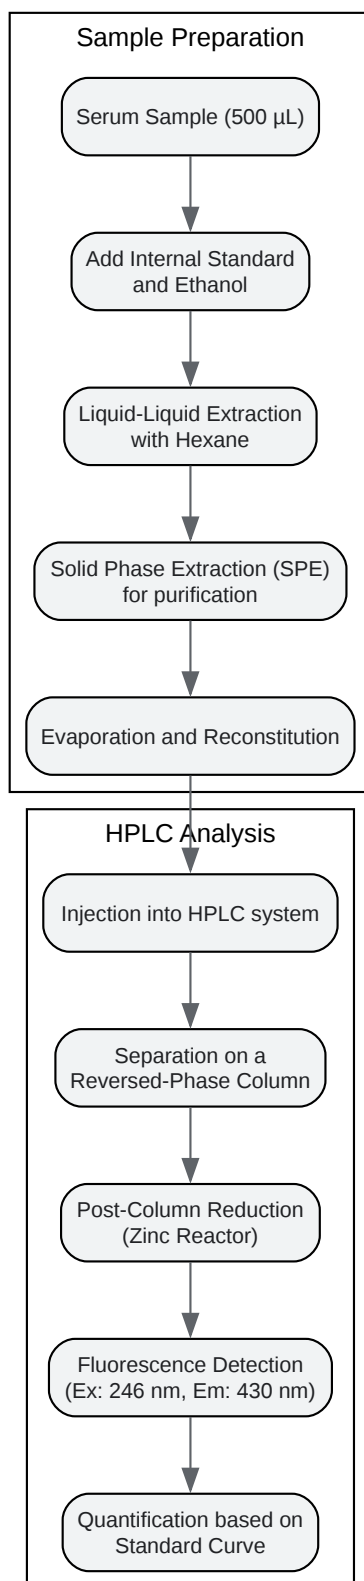 Sample Preparation
Serum Sample (500 µL)
Add Internal Standard
and Ethanol
Liquid-Liquid Extraction
with Hexane
Solid Phase Extraction (SPE)
for purification
Evaporation and Reconstitution
HPLC Analysis
Injection into HPLC system
Separation on a
Reversed-Phase Column
Post-Column Reduction
(Zinc Reactor)
Fluorescence Detection
(Ex: 246 nm, Em: 430 nm)
Quantification based on
Standard Curve